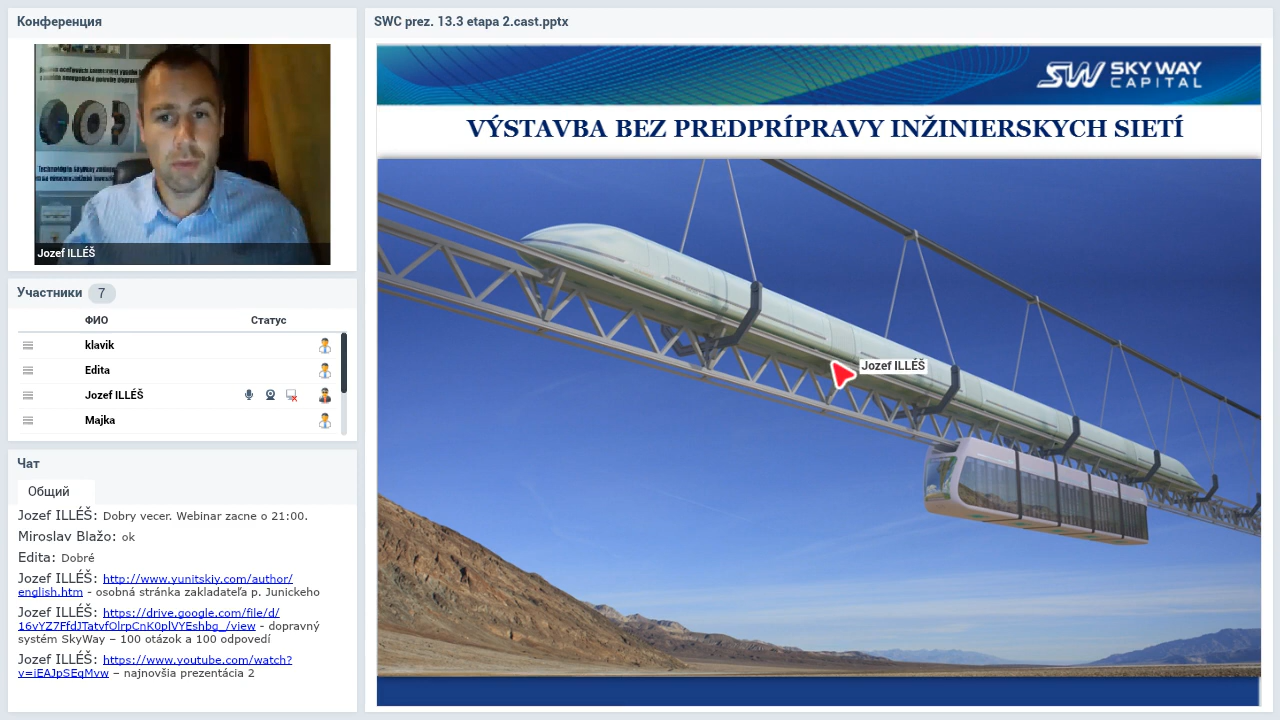 Конференция
Jozef ILLÉŠ
Участники 7
ФИО Статус
klavik
Edita
Jozef ILLÉŠ
Majka
Чат
Общий
Jozef ILLÉŠ: Dobry vecer. Webinar zacne o 21:00.
Miroslav Blažo: ok
Edita: Dobré
Jozef ILLÉŠ: http://www.yunitskiy.com/author/
english.htm - osobná stránka zakladateľa p. Junickeho
Jozef ILLÉŠ: https://drive.google.com/file/d/
16vYZ7FfdJTatvfOlrpCnK0plVYEshbg_/view - dopravný
systém SkyWay – 100 otázok a 100 odpovedí
Jozef ILLÉŠ: https://www.youtube.com/watch?
v=iEAJpSEqMvw – najnovšia prezentácia 2
SWC prez. 13.3 etapa 2.cast.pptx
SW SKY WAY
CAPITAL
VÝSTAVBA BEZ PREDPRÍPRAVY INŽINIERSKYCH SIETÍ
Jozef ILLÉŠ